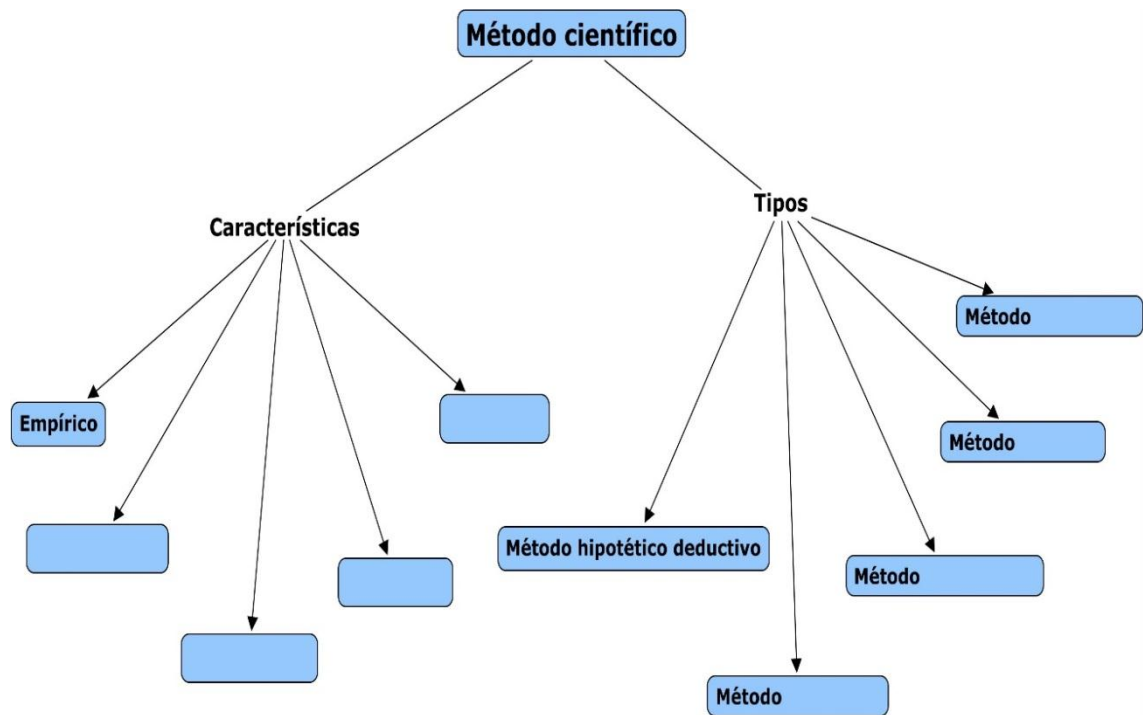 Método científico
Características
Tipos
Método
Empírico
Método
Método hipotético deductivo
Método
Método